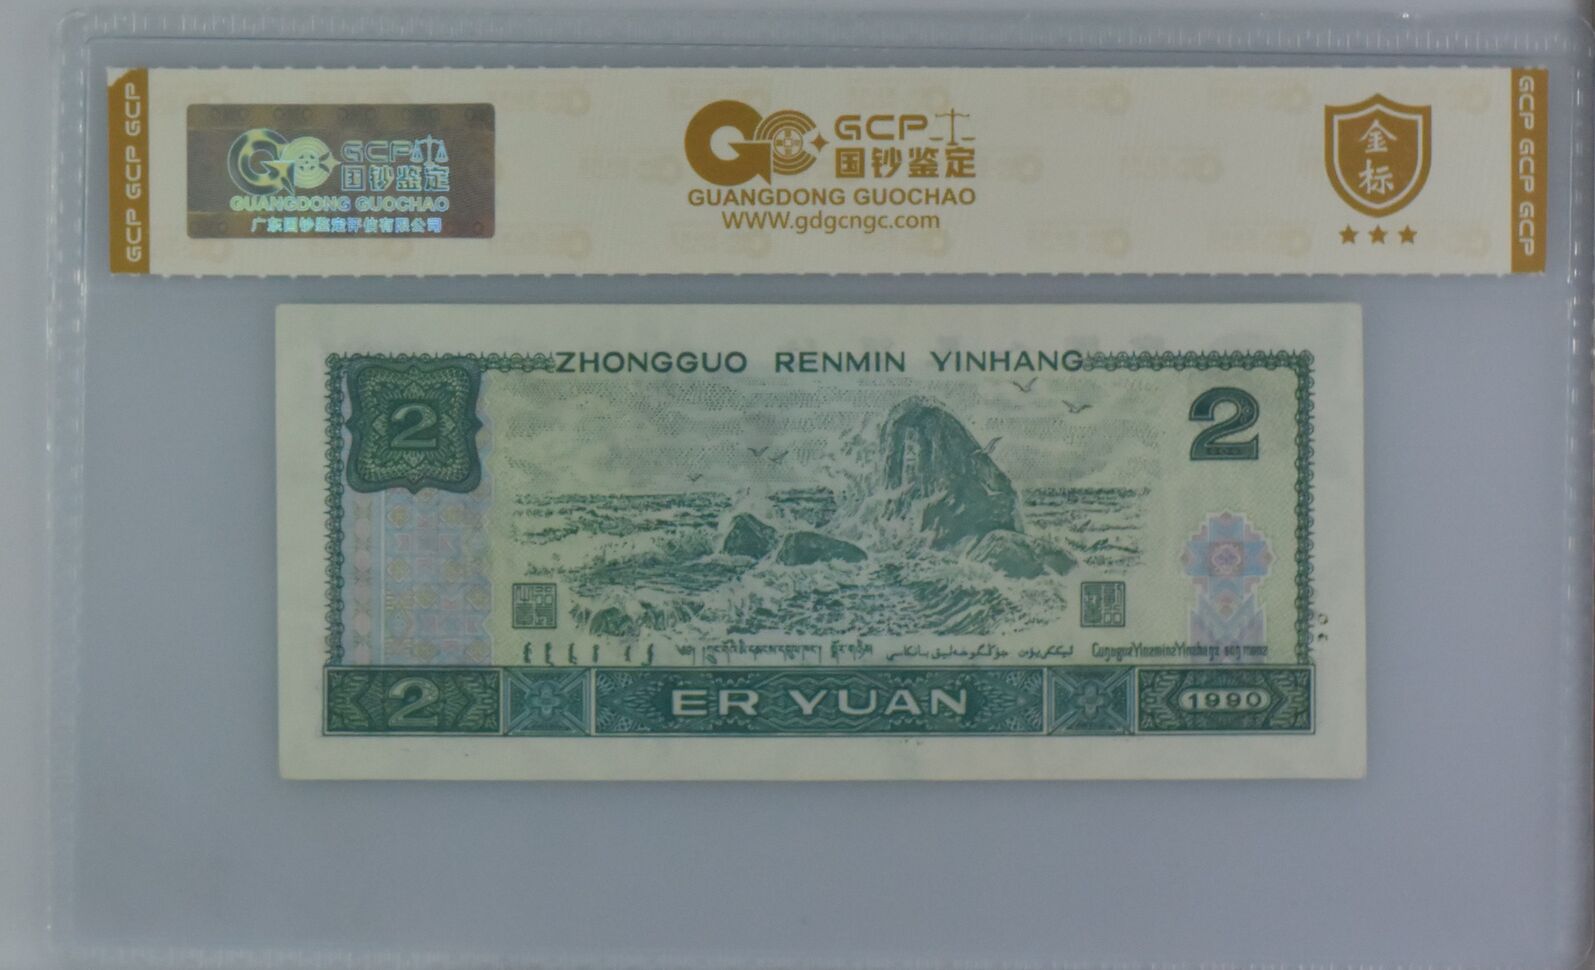 GCP GCP GCP
GCP
国钞鉴定
GUANGDONG GUOCHAO
广东国钞鉴定评估有限公司
GCP
国钞鉴定
GUANGDONG GUOCHAO
WWW.gdgcngc.com
金标
GCP GCP GCP
ZHONGGUO RENMIN YINHANG
2
2
2
ER YUAN
1990